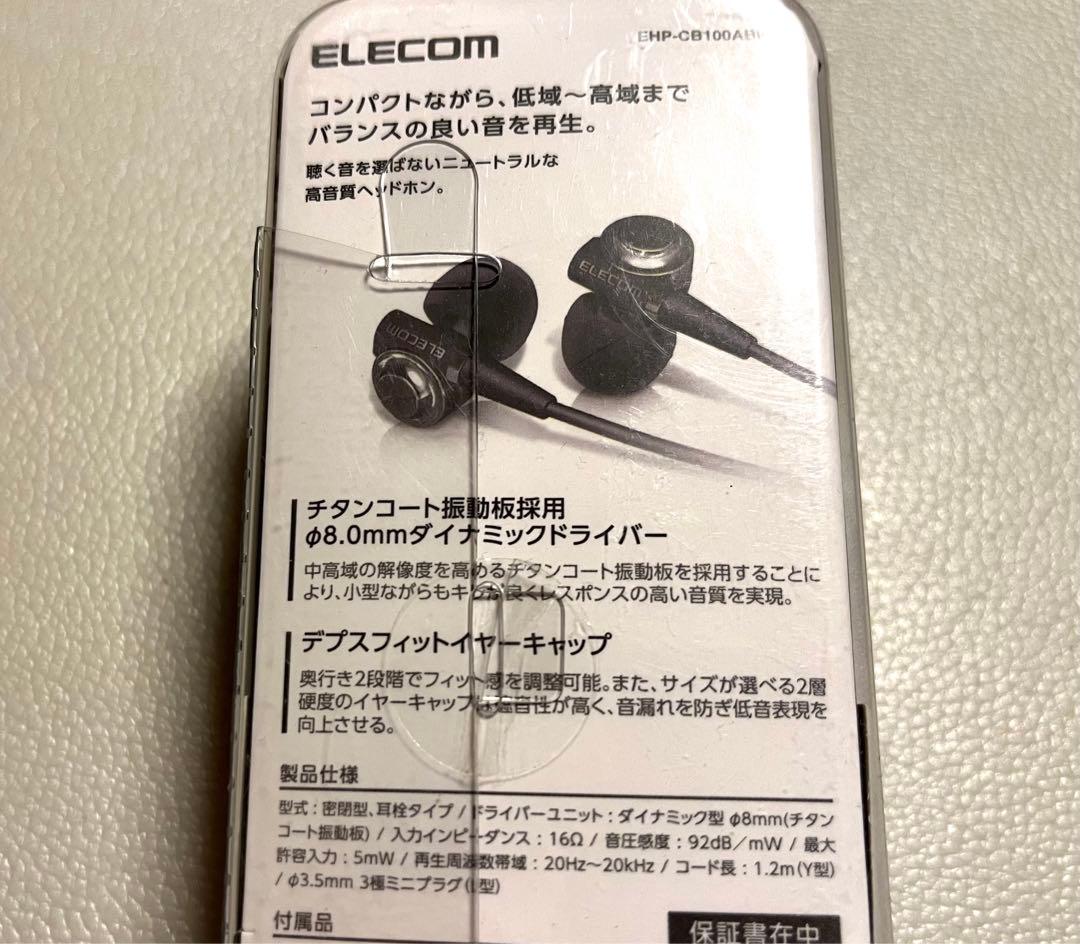 ELECOM
EHP-CB100AB
コンパクトながら、低域〜高域まで
バランスの良い音を再生。
聴く音を選ばないニュートラルな
高音質ヘッドホン。
ELECOM
ELECOM
チタンコート振動板採用
φ8.0mmダイナミックドライバー
中高域の解像度を高めるチタンコート振動板を採用することに
より、小型ながらもキレが良くレスポンスの高い音質を実現。
デプスフィットイヤーキャップ
奥行き2段階でフィット感を調整可能。また、サイズが選べる2層
硬度のイヤーキャップは遮音性が高く、音漏れを防ぎ低音表現を
向上させる。
製品仕様
型式：密閉型、耳栓タイプ / ドライバーユニット：ダイナミック型 φ8mm(チタン
コート振動板) / 入力インピーダンス：16Ω / 音圧感度：92dB／mW / 最大
許容入力：5mW / 再生周波数帯域：20Hz〜20kHz / コード長：1.2m(Y型)
/ φ3.5mm 3極ミニプラグ(L型)
付属品
保証書在中